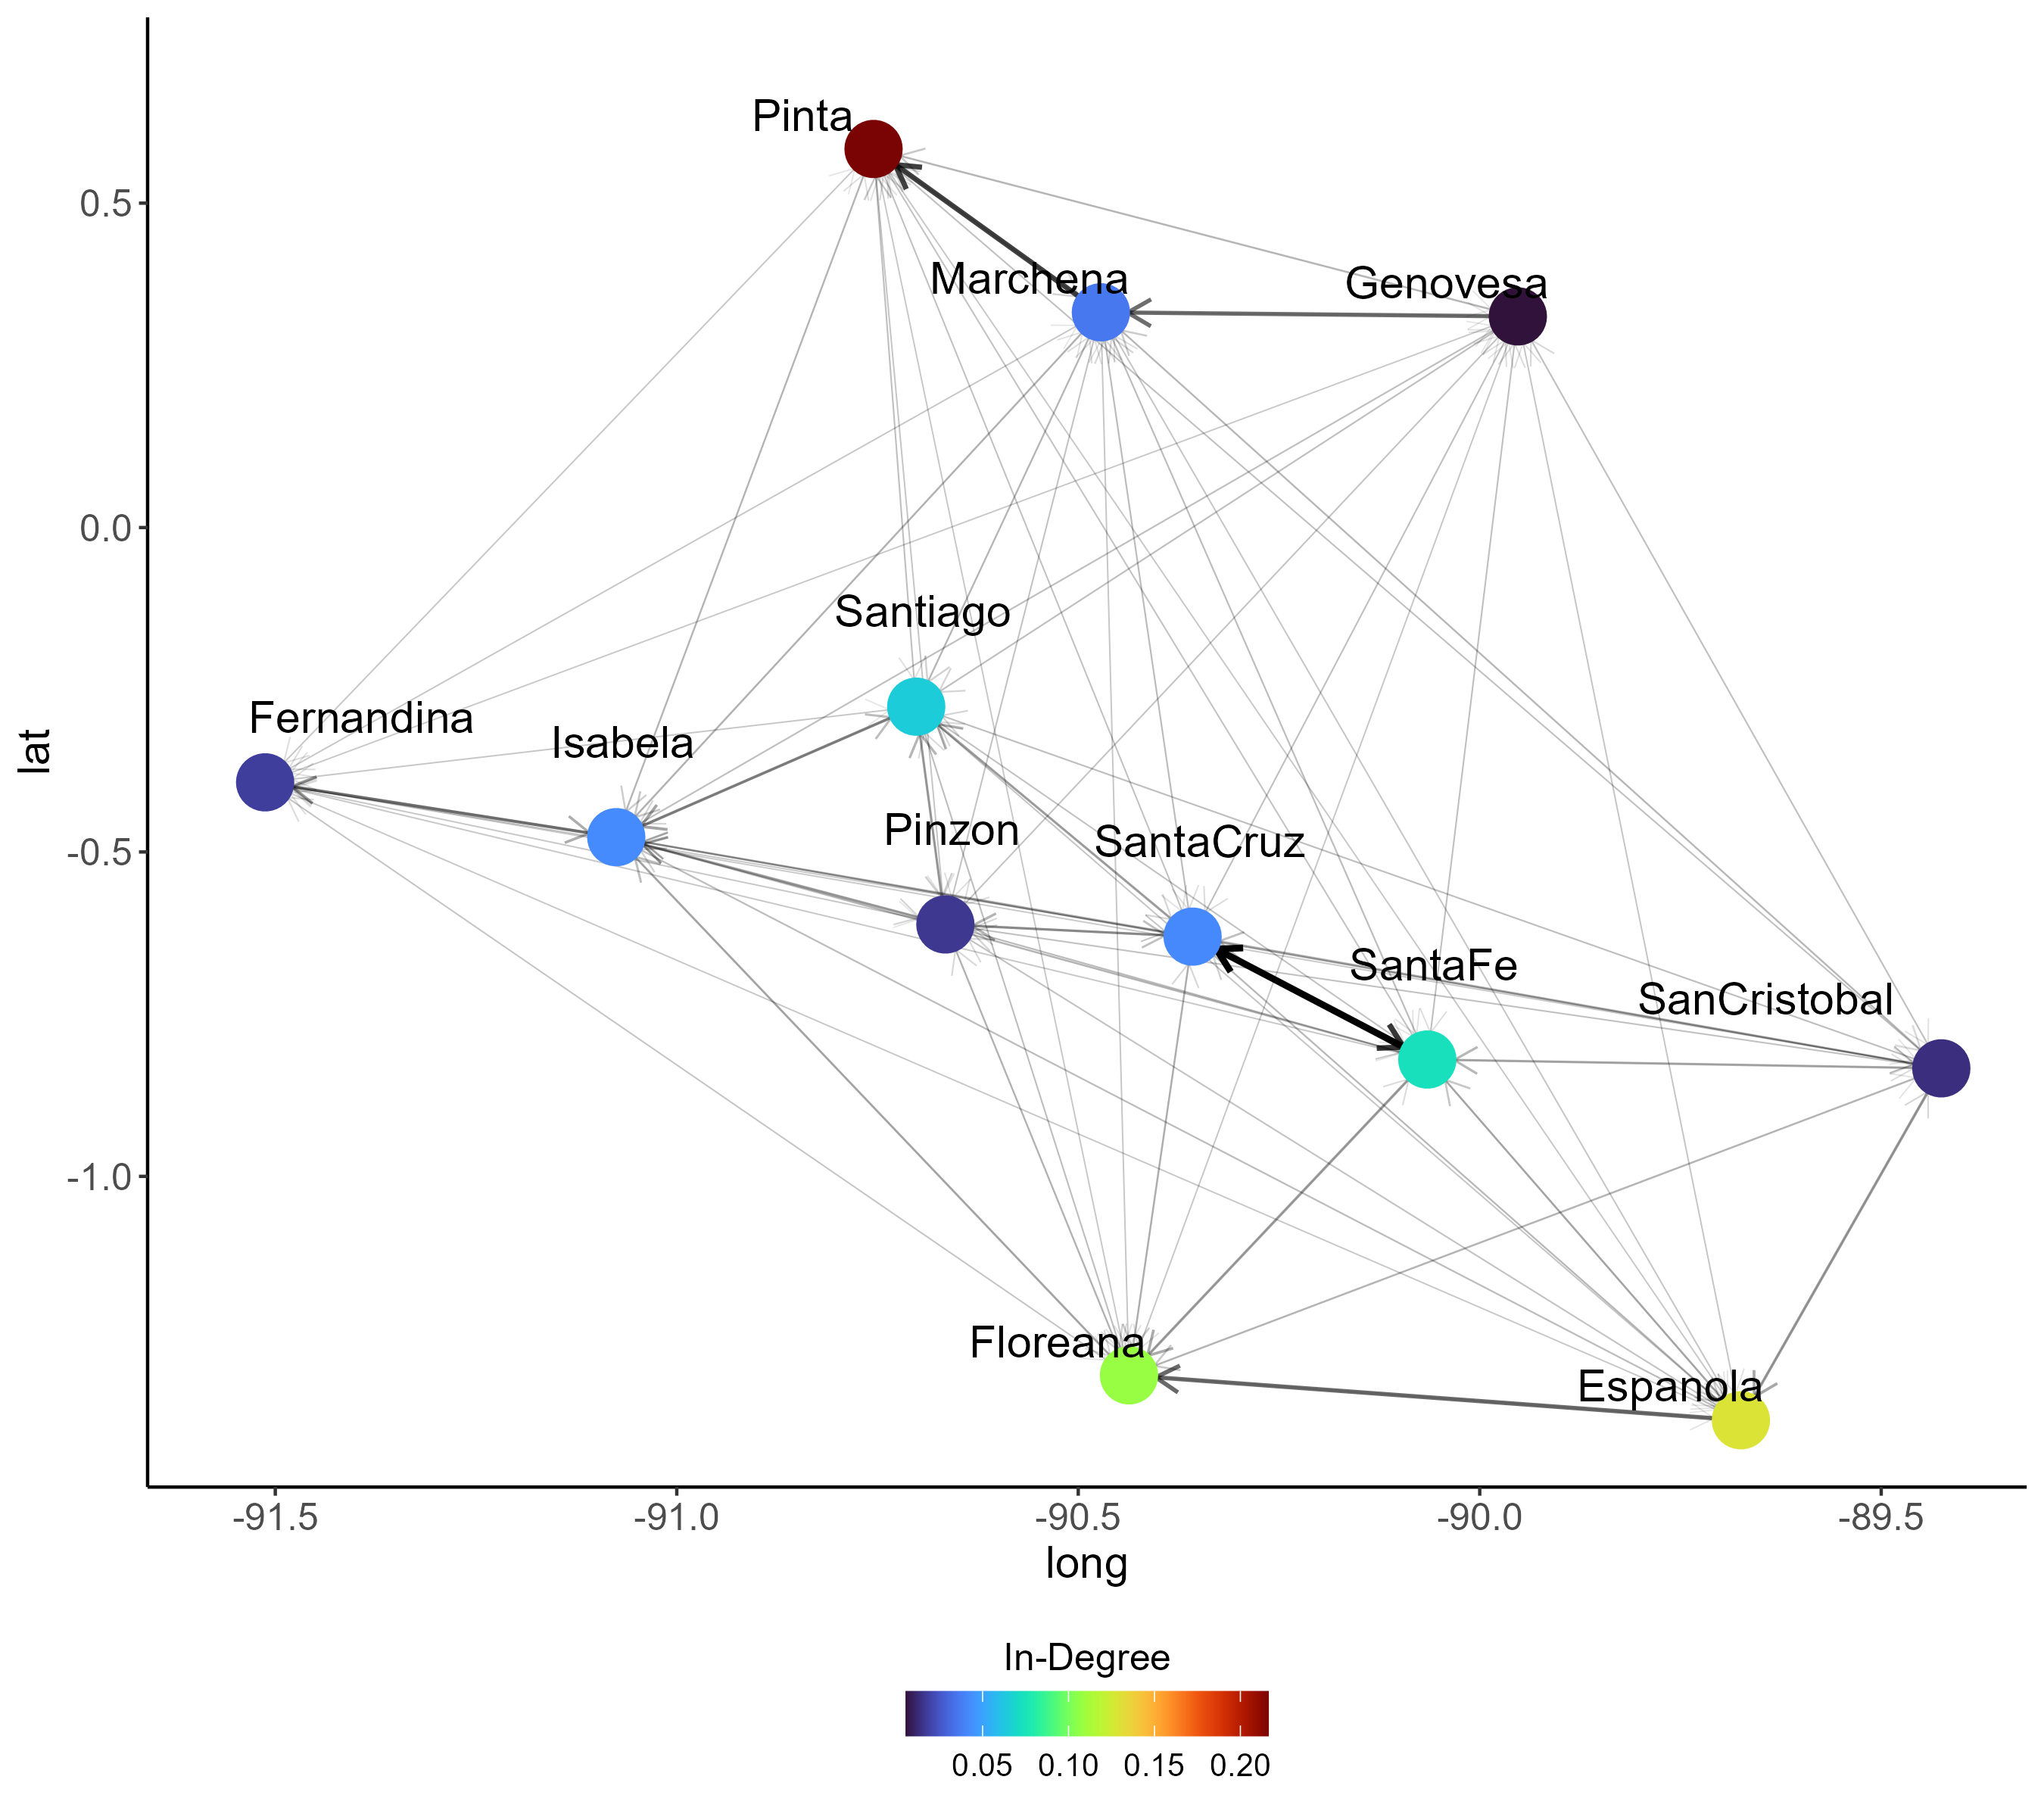 Pinta
0.5
Marchena
Genovesa
0.0
Santiago
Fernandina
Isabela
lat
Pinzon
SantaCruz
-0.5
SantaFe
SanCristobal
-1.0
Floreana
Espanola
-91.5 -91.0 -90.5 -90.0 -89.5
long
In-Degree
0.05 0.10 0.15 0.20